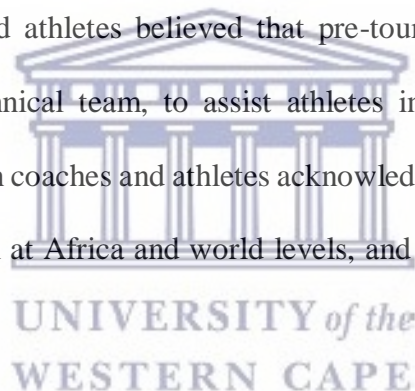 d athletes believed that pre-tour
nnical team, to assist athletes in
n coaches and athletes acknowled
at Africa and world levels, and
UNIVERSITY of the
WESTERN CAPE